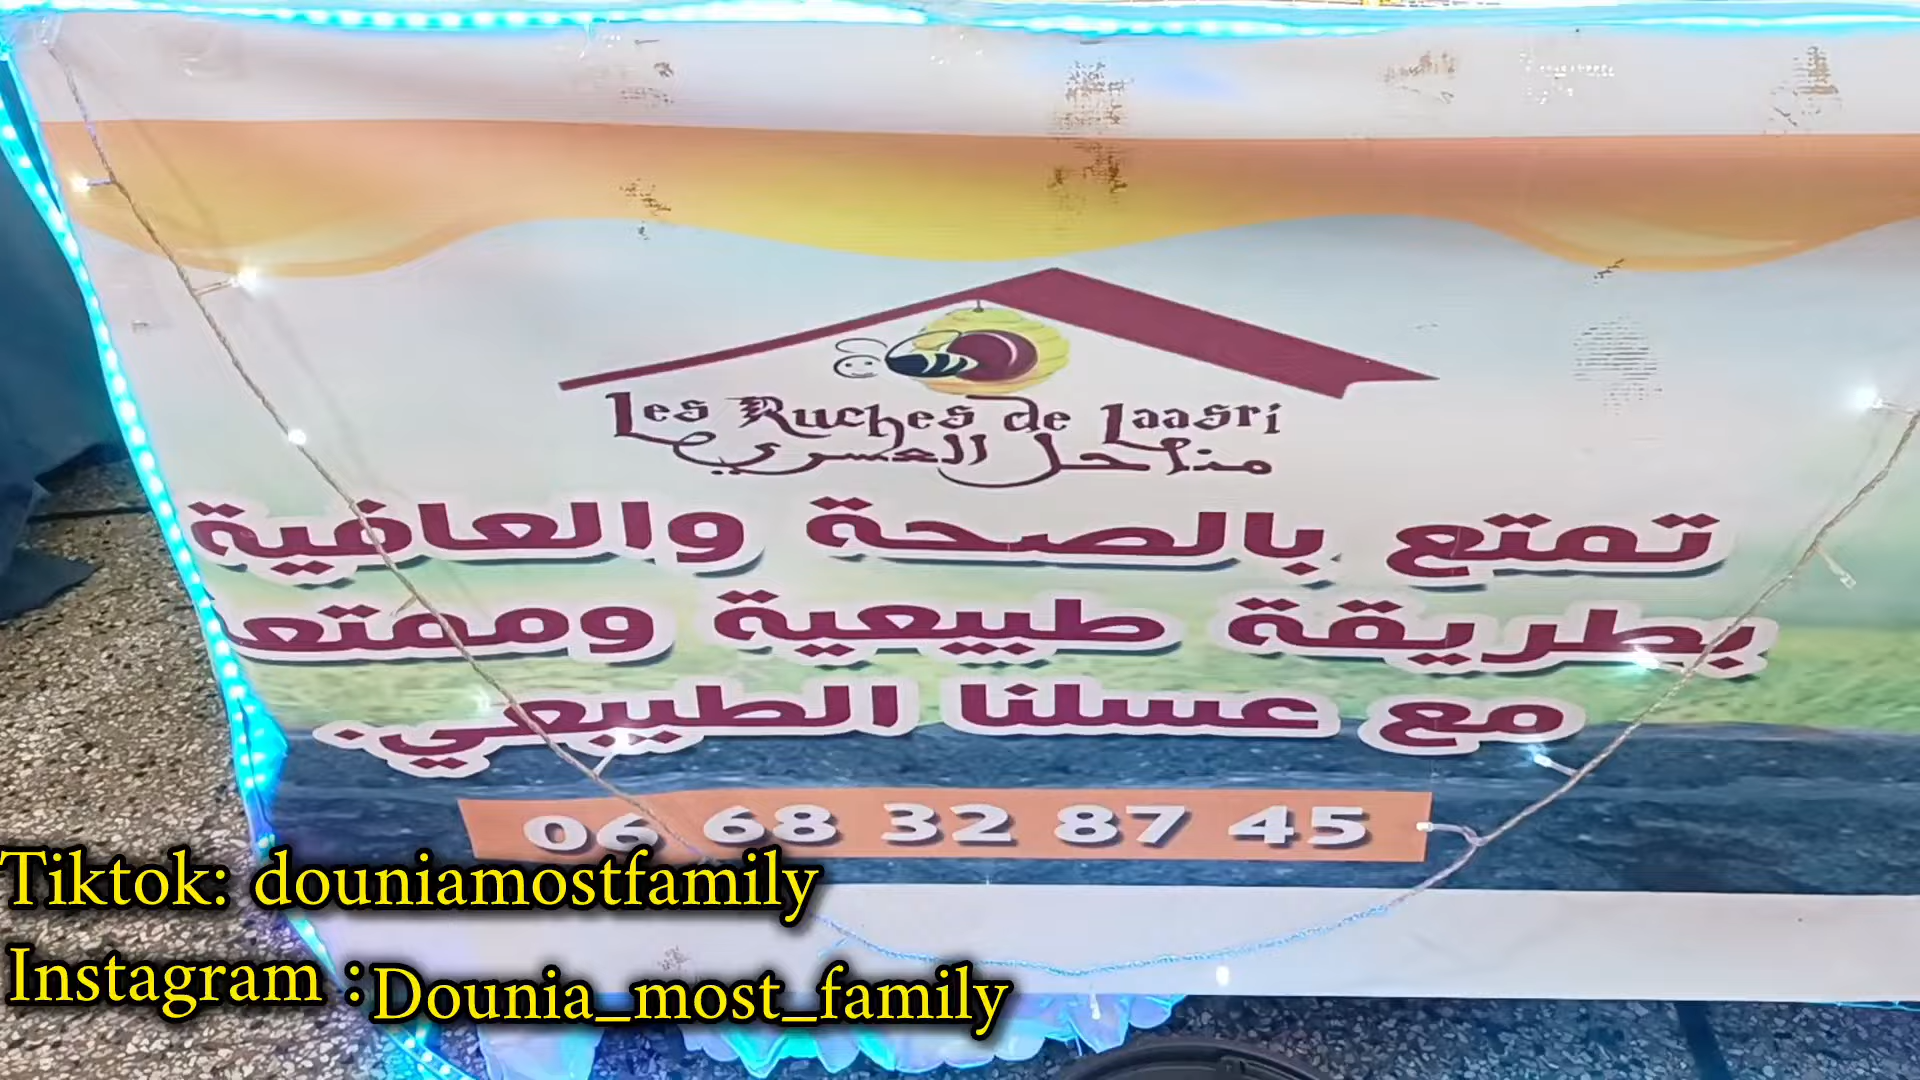 Les Ruches de Laasri
مناحل العسري
تمتع بالصحة والعافية
بطريقة طبيعية وممتعة
مع عسلنا الطبيعي.
06 68 32 87 45
Tiktok: douniamostfamily
Instagram :Dounia_most_family